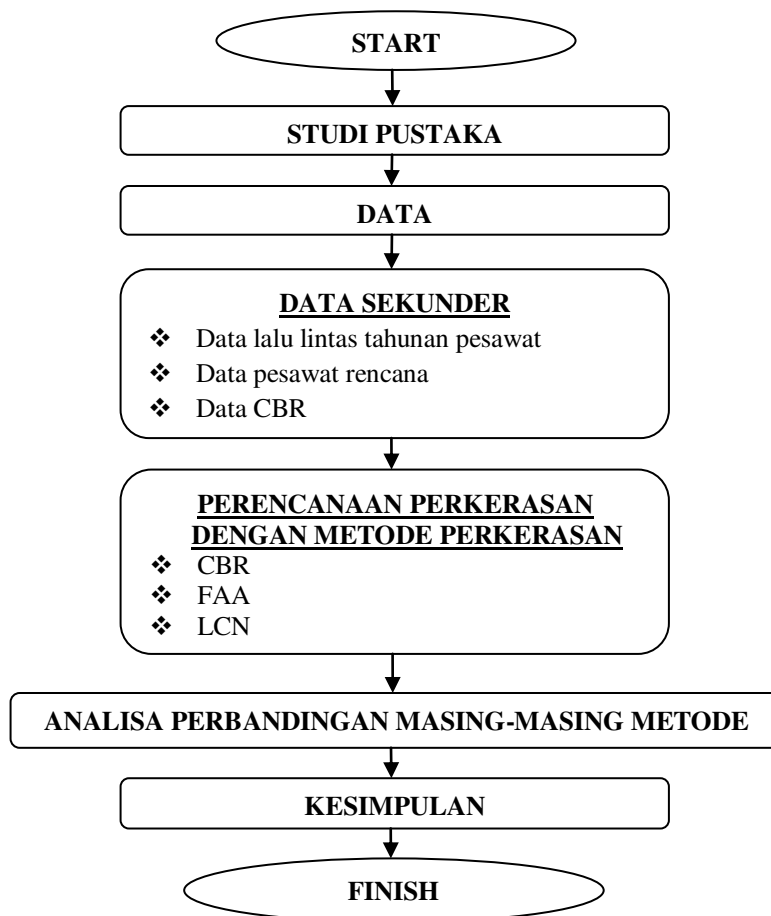 START
STUDI PUSTAKA
DATA
DATA SEKUNDER
❖ Data lalu lintas tahunan pesawat
❖ Data pesawat rencana
❖ Data CBR
PERENCANAAN PERKERASAN
DENGAN METODE PERKERASAN
❖ CBR
❖ FAA
❖ LCN
ANALISA PERBANDINGAN MASING-MASING METODE
KESIMPULAN
FINISH